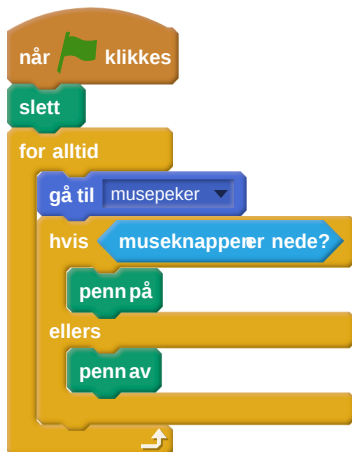 når klikkes
slett
for alltid
gå til musepeker
hvis museknappen er nede?
penn på
ellers
penn av